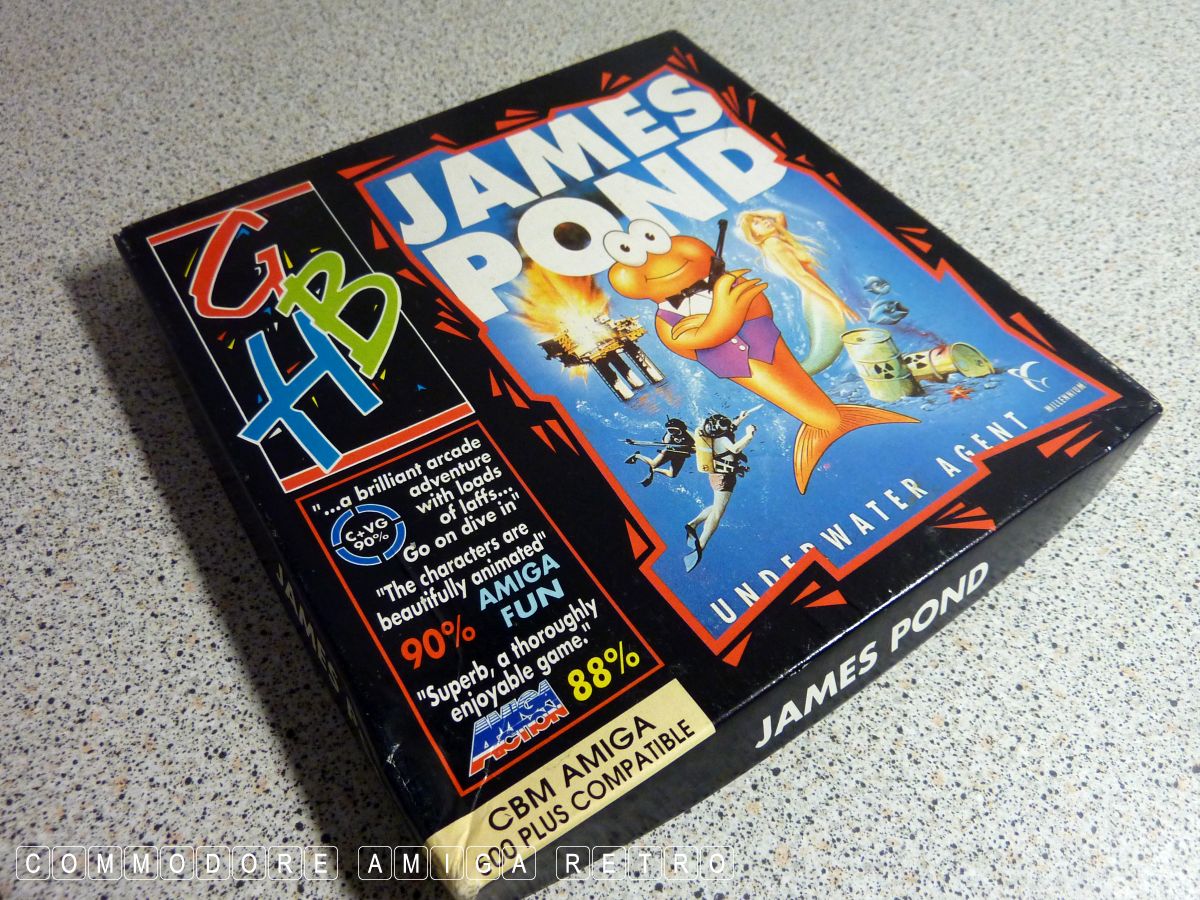 JAMES
POND
GBH
"...a brilliant arcade
adventure
with loads
of laffs...
Go on dive in"
C+VG
90%
"The characters are
beautifully animated"
AMIGA
FUN
90%
"Superb, a thoroughly
enjoyable game."
AMIGA
ACTION
88%
CBM AMIGA
PLUS COMPATIBLE
UNDERWATER AGENT
MILLENNIUM
JAMES POND
JAMES
COMMODORE AMIGA RETRO